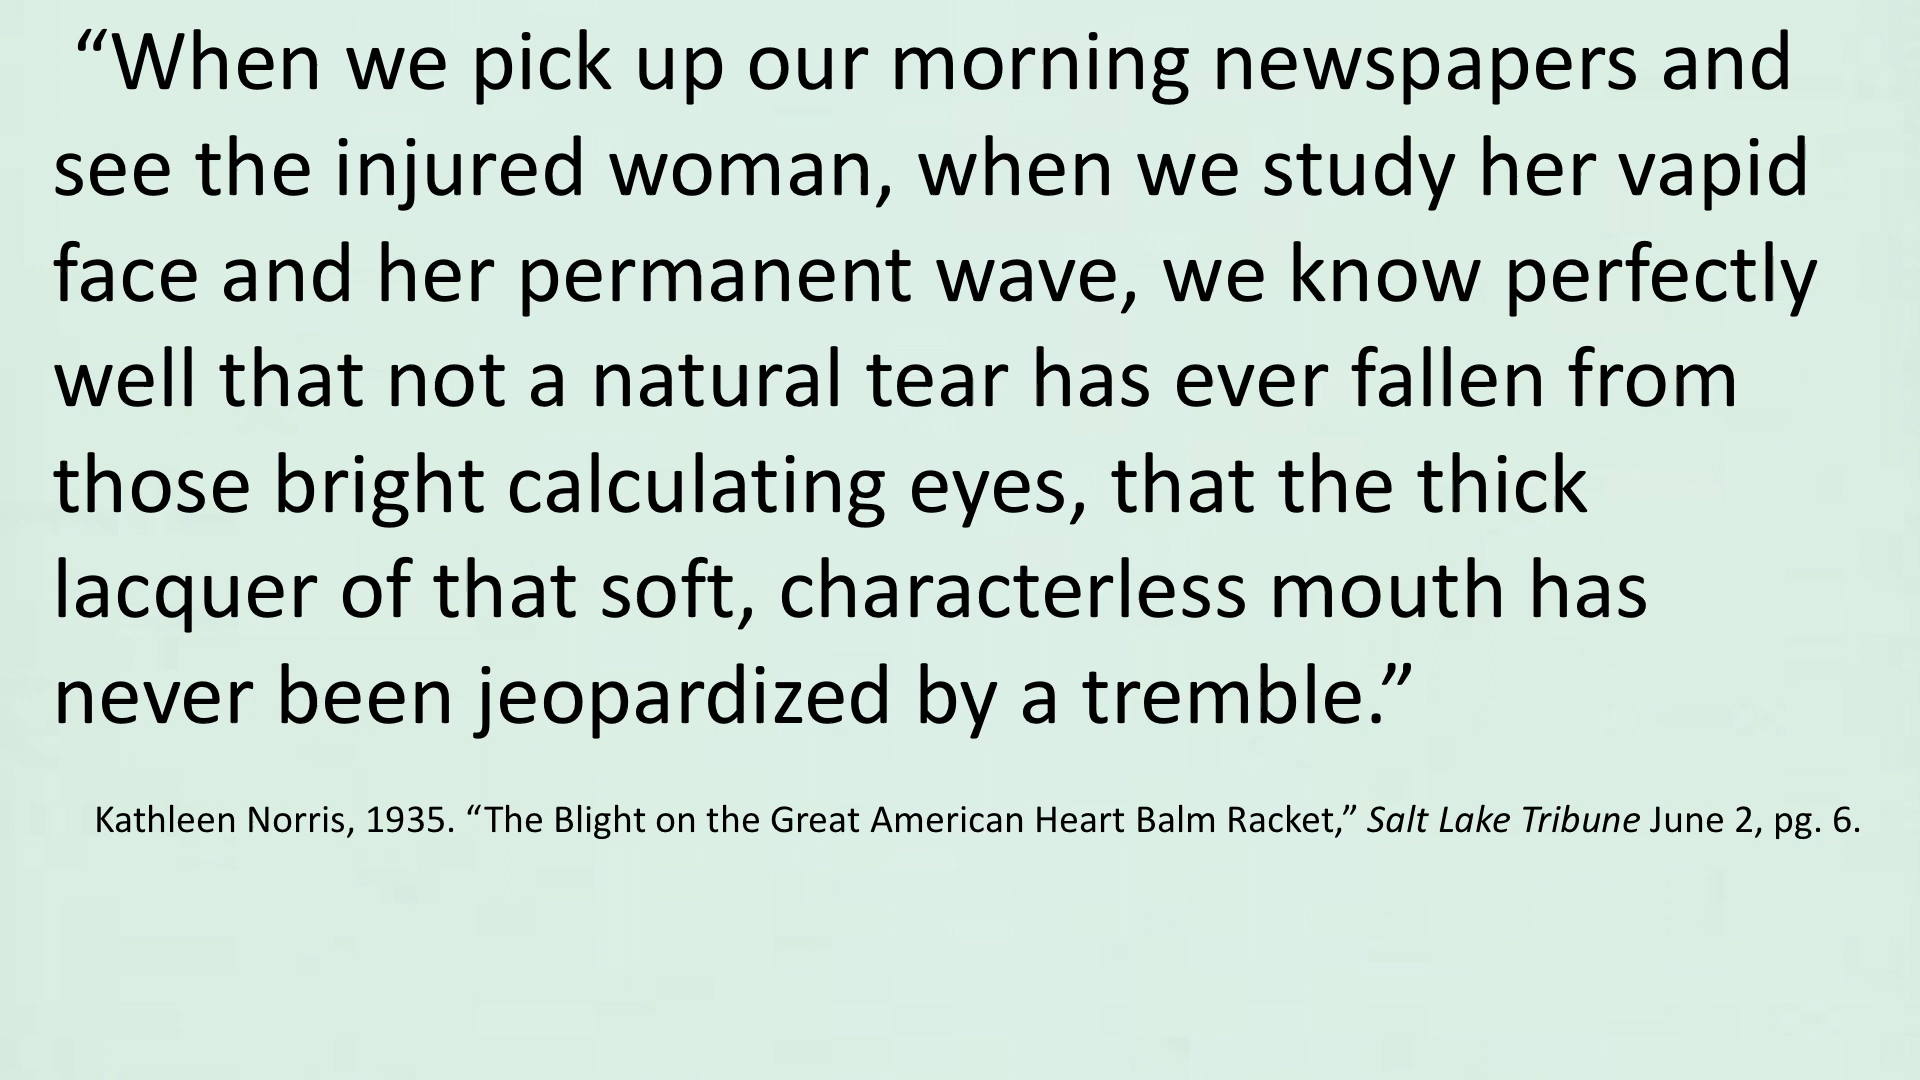 “When we pick up our morning newspapers and
see the injured woman, when we study her vapid
face and her permanent wave, we know perfectly
well that not a natural tear has ever fallen from
those bright calculating eyes, that the thick
lacquer of that soft, characterless mouth has
never been jeopardized by a tremble.”
Kathleen Norris, 1935. “The Blight on the Great American Heart Balm Racket,” Salt Lake Tribune June 2, pg. 6.